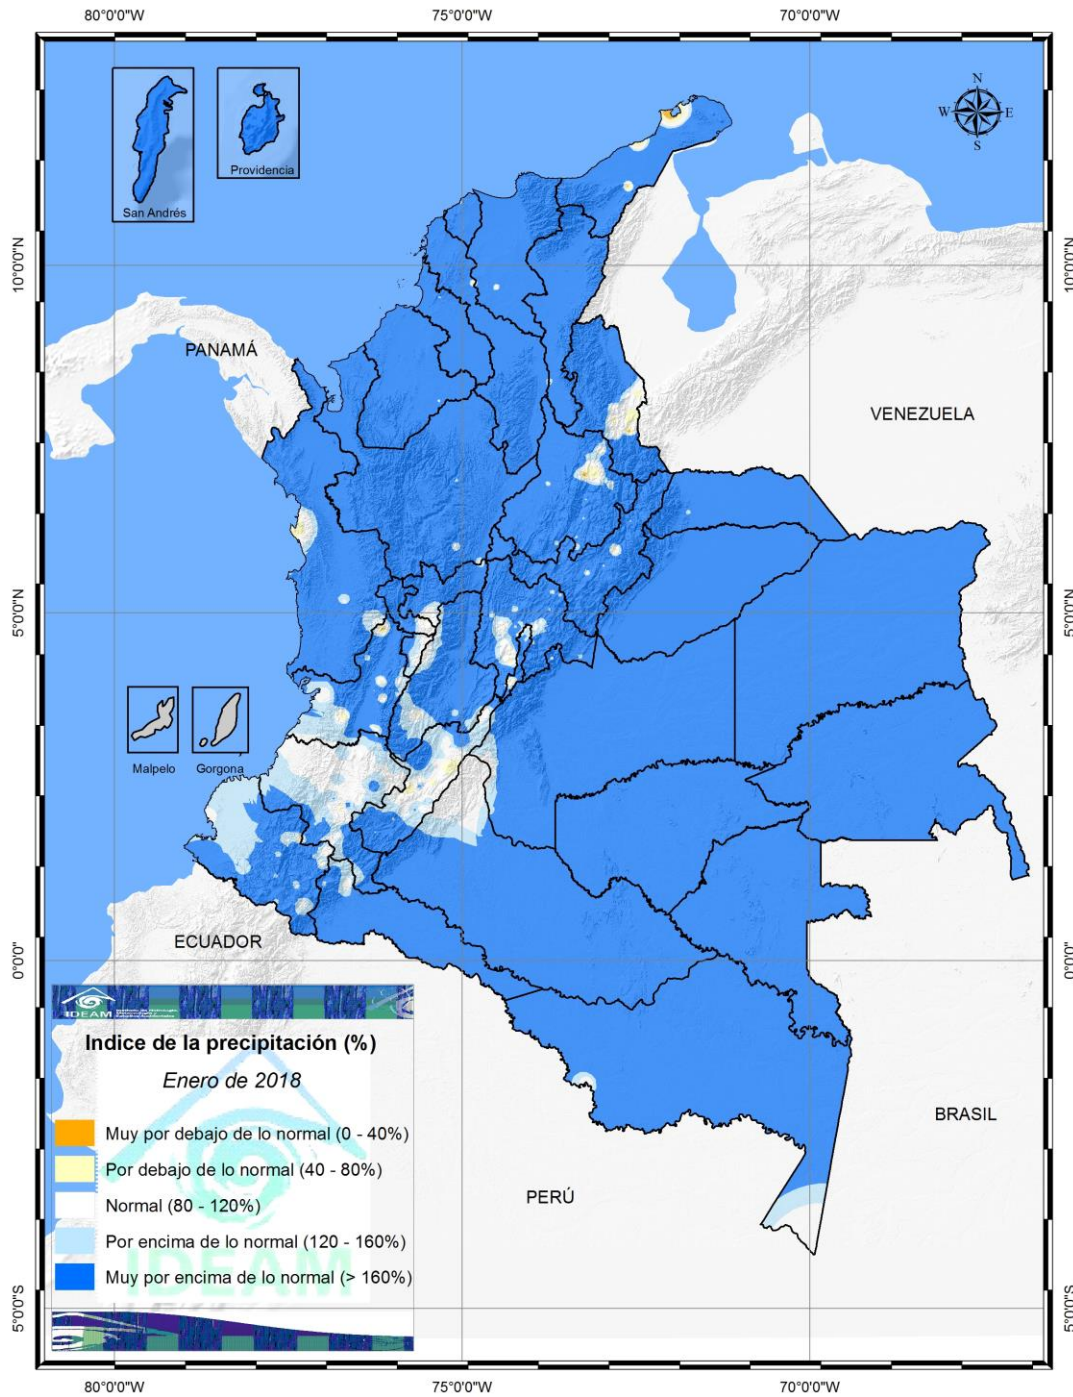 80°0'0"W 75°0'0"W 70°0'0"W
N
W E
S
San Andrés
Providencia
10°0'0"N 10°0'0"N
PANAMÁ
VENEZUELA
5°0'0"N 5°0'0"N
Malpelo Gorgona
ECUADOR
0°0'0" 0°0'0"
IDEAM
Indice de la precipitación (%)
Enero de 2018
Muy por debajo de lo normal (0 - 40%)
Por debajo de lo normal (40 - 80%)
Normal (80 - 120%)
Por encima de lo normal (120 - 160%)
Muy por encima de lo normal (> 160%)
IDEAM
BRASIL
PERÚ
5°0'0"S 5°0'0"S
80°0'0"W 75°0'0"W 70°0'0"W